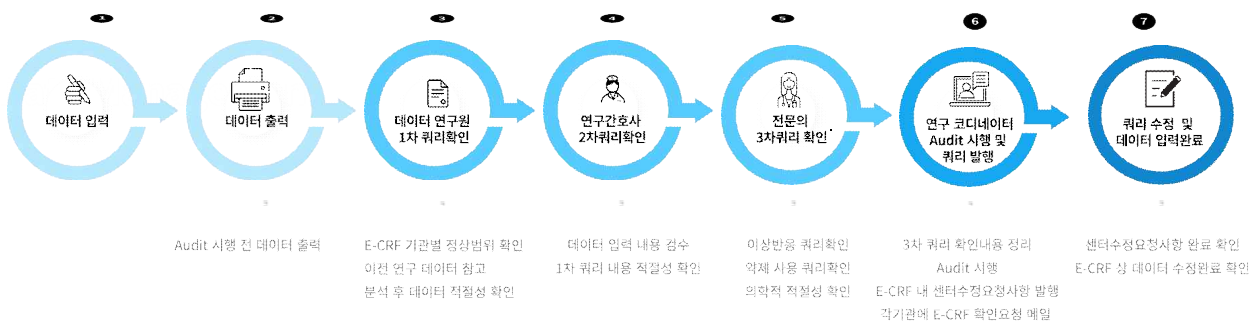 1
2
3
4
5
6
7
데이터 입력
데이터 출력
데이터 연구원
1차 쿼리확인
연구간호사
2차쿼리확인
전문의
3차쿼리 확인
연구 코디네이터
Audit 시행 및
쿼리 발행
쿼리 수정 및
데이터 입력완료
Audit 시행 전 데이터 출력
E-CRF 기관별 정상범위 확인
이전 연구 데이터 참고
분석 후 데이터 적절성 확인
데이터 입력 내용 검수
1차 쿼리 내용 적절성 확인
이상반응 쿼리확인
약제 사용 쿼리확인
의학적 적절성 확인
3차 쿼리 확인내용 정리
Audit 시행
E-CRF 내 센터수정요청사항 발행
각기관에 E-CRF 확인요청 메일
센터수정요청사항 완료 확인
E-CRF 상 데이터 수정완료 확인